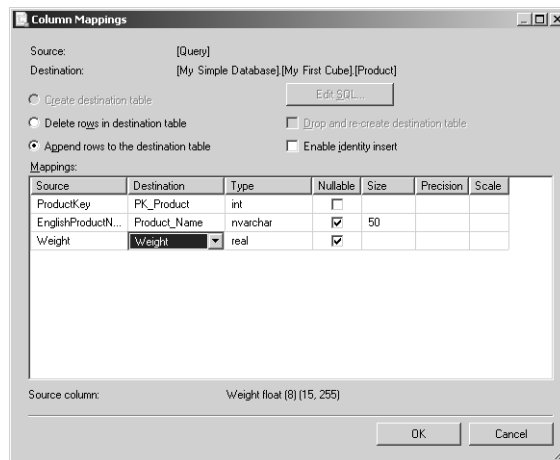 Column Mappings
Source: [Query]
Destination: [My Simple Database].[My First Cube].[Product]
Create destination table Edit SQL...
Delete rows in destination table Drop and re-create destination table
Append rows to the destination table Enable identity insert
Mappings:
Source Destination Type Nullable Size Precision Scale
ProductKey PK_Product int
EnglishProductN... Product_Name nvarchar 50
Weight Weight real
Source column: Weight float (8) (15, 255)
OK Cancel